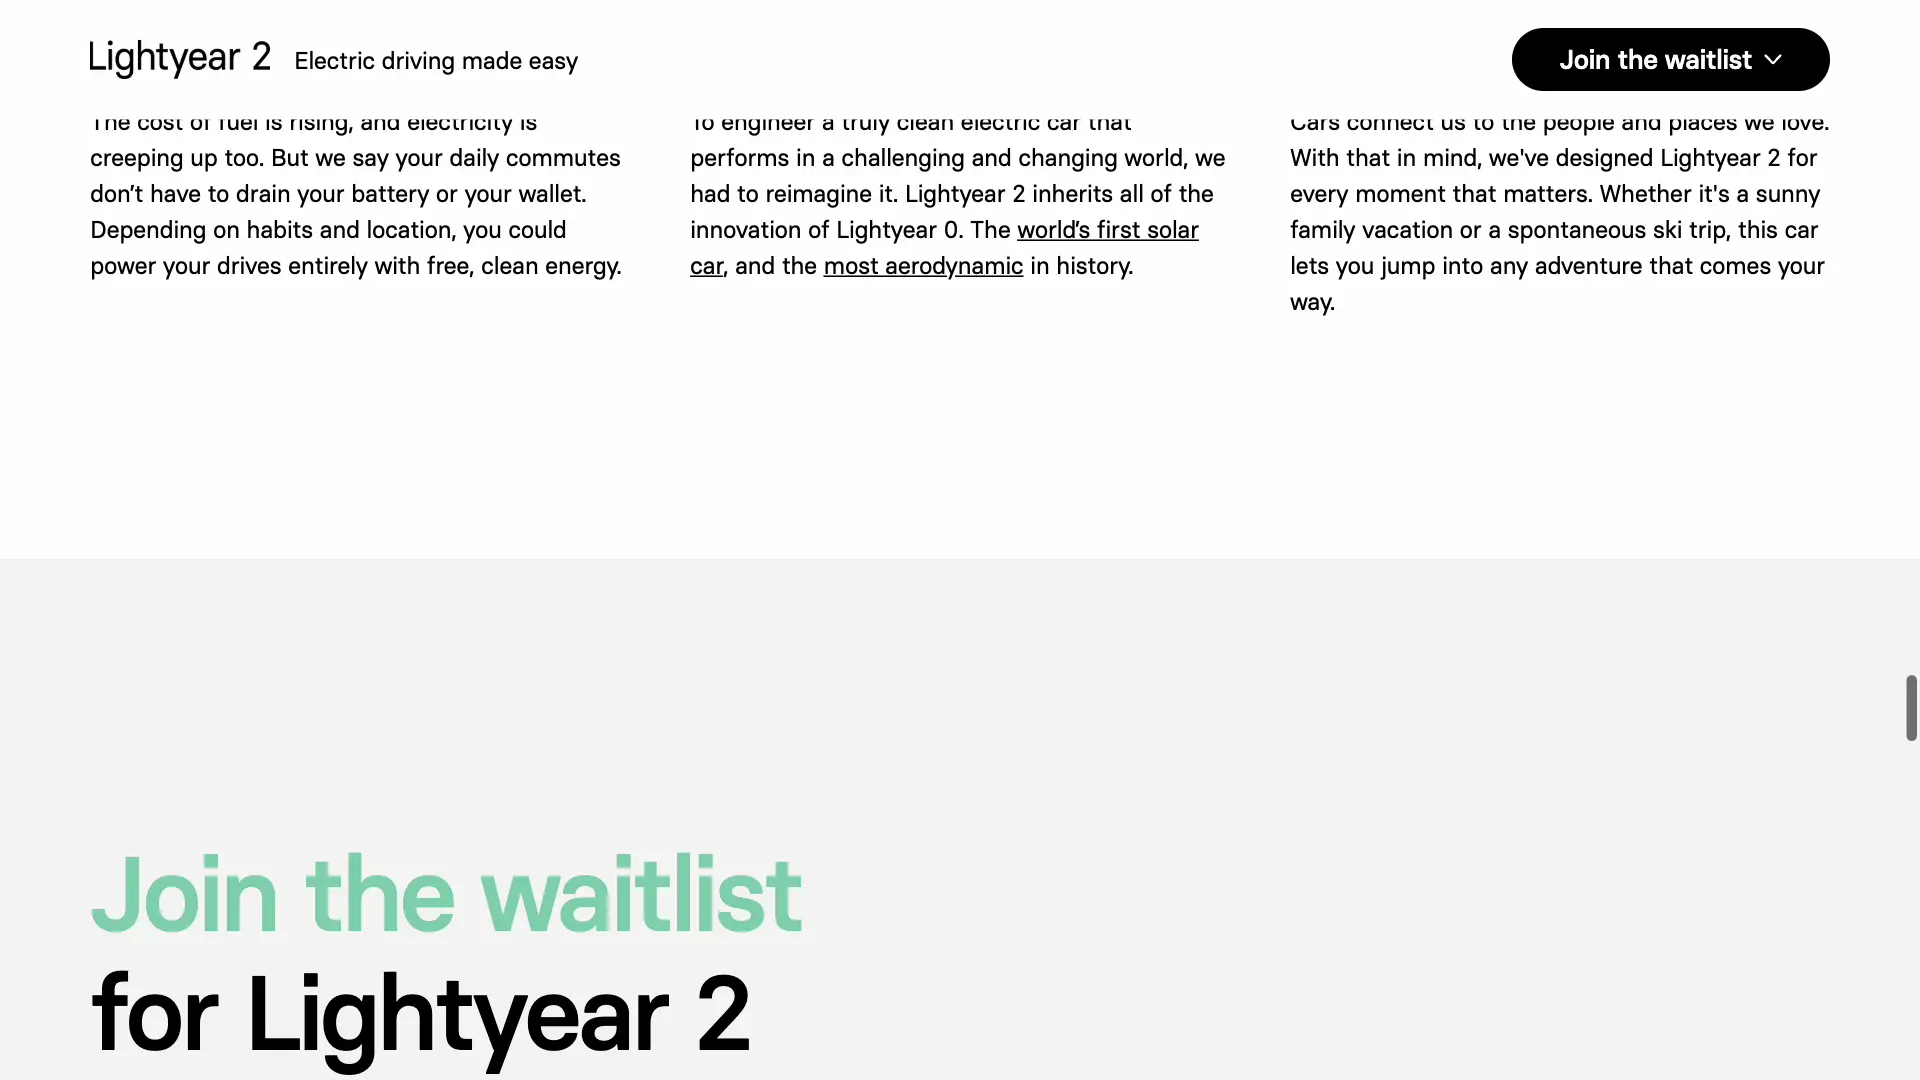 Lightyear 2 Electric driving made easy
Join the waitlist
The cost of fuel is rising, and electricity is
creeping up too. But we say your daily commutes
don’t have to drain your battery or your wallet.
Depending on habits and location, you could
power your drives entirely with free, clean energy.
To engineer a truly clean electric car that
performs in a challenging and changing world, we
had to reimagine it. Lightyear 2 inherits all of the
innovation of Lightyear 0. The world’s first solar
car, and the most aerodynamic in history.
Cars connect us to the people and places we love.
With that in mind, we've designed Lightyear 2 for
every moment that matters. Whether it's a sunny
family vacation or a spontaneous ski trip, this car
lets you jump into any adventure that comes your
way.
Join the waitlist
for Lightyear 2